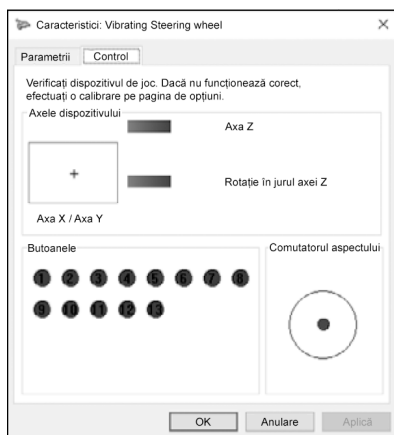 Caracteristici: Vibrating Steering wheel
Parametrii
Control
Verificați dispozitivul de joc. Dacă nu funcționează corect,
efectuați o calibrare pe pagina de opțiuni.
Axele dispozitivului
Axa Z
Rotație în jurul axei Z
Axa X / Axa Y
Butoanele
1 2 3 4 5 6 7 8
9 10 11 12 13
Comutatorul aspectului
OK
Anulare
Aplică